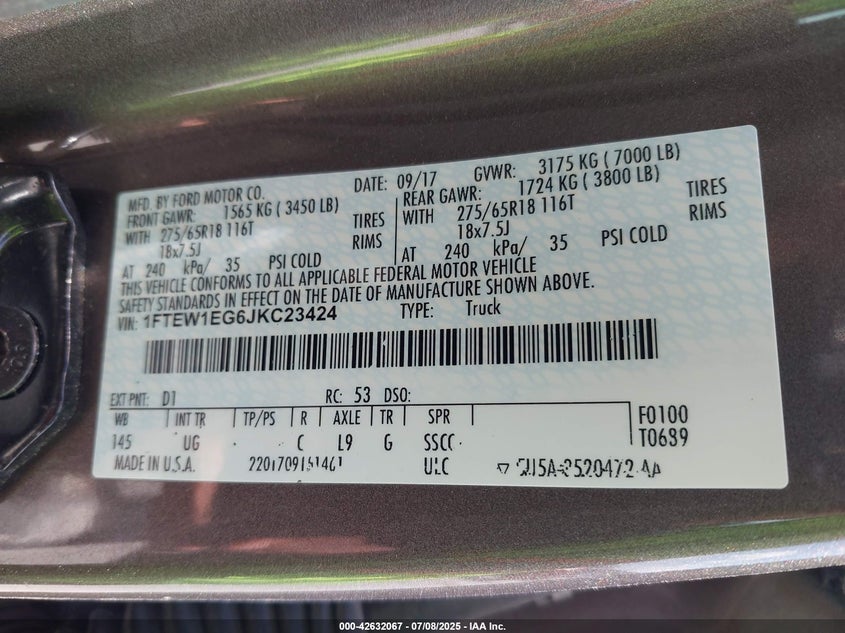 MFD. BY FORD MOTOR CO.
DATE: 09/17 GVWR: 3175 KG ( 7000 LB)
FRONT GAWR: 1565 KG ( 3450 LB) REAR GAWR: 1724 KG ( 3800 LB)
WITH 275/65R18 116T TIRES WITH 275/65R18 116T TIRES
18x7.5J RIMS 18x7.5J RIMS
AT 240 kPa/ 35 PSI COLD AT 240 kPa/ 35 PSI COLD
THIS VEHICLE CONFORMS TO ALL APPLICABLE FEDERAL MOTOR VEHICLE
SAFETY STANDARDS IN EFFECT ON THE DATE OF MANUFACTURE SHOWN ABOVE.
VIN: 1FTEW1EG6JKC23424 TYPE: Truck
EXT PNT: D1 RC: 53 DSO:
WB INT TR TP/PS R AXLE TR SPR F0100
145 UG C L9 G SSCC T0639
MADE IN U.S.A. ULC
000-42632067 - 07/08/2025 - IAA Inc.